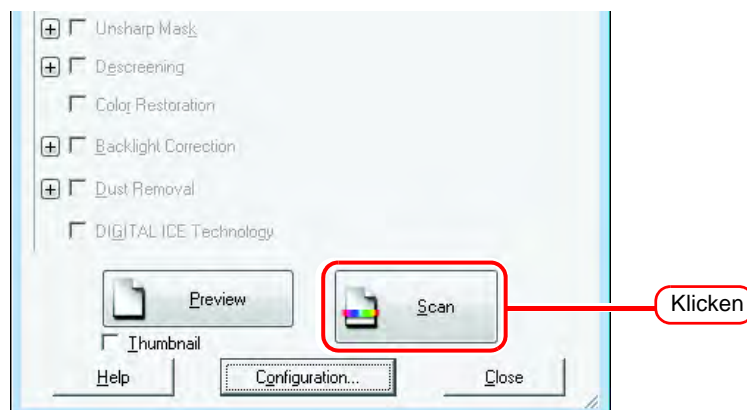 Unsharp Mask
Descreening
Color Restoration
Backlight Correction
Dust Removal
DIGITAL ICE Technology
Preview
Scan
Klicken
Thumbnail
Help
Configuration...
Close